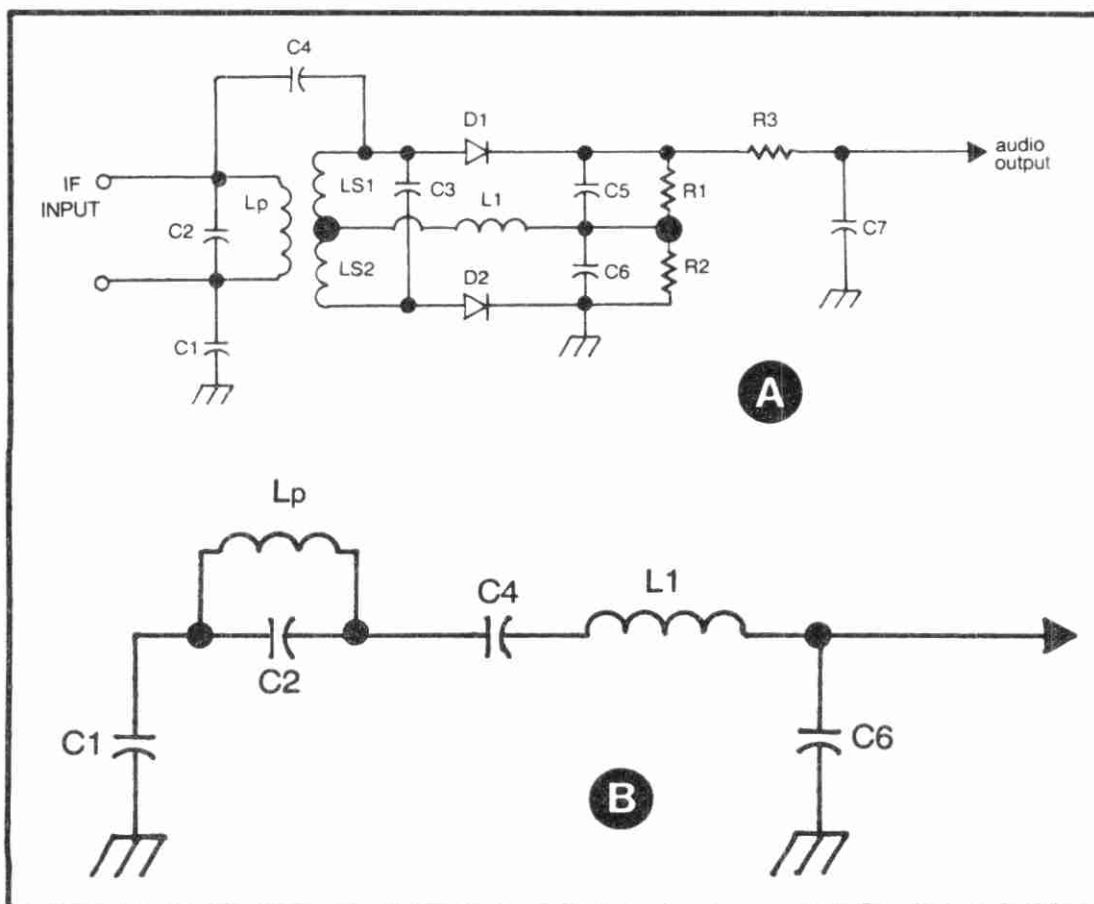 C4
D1
R3
audio
output
IF
INPUT
LS1
C3
Lp
L1
C5
R1
C2
C7
LS2
D2
C6
R2
C1
A
Lp
C4
L1
C2
C1
C6
B